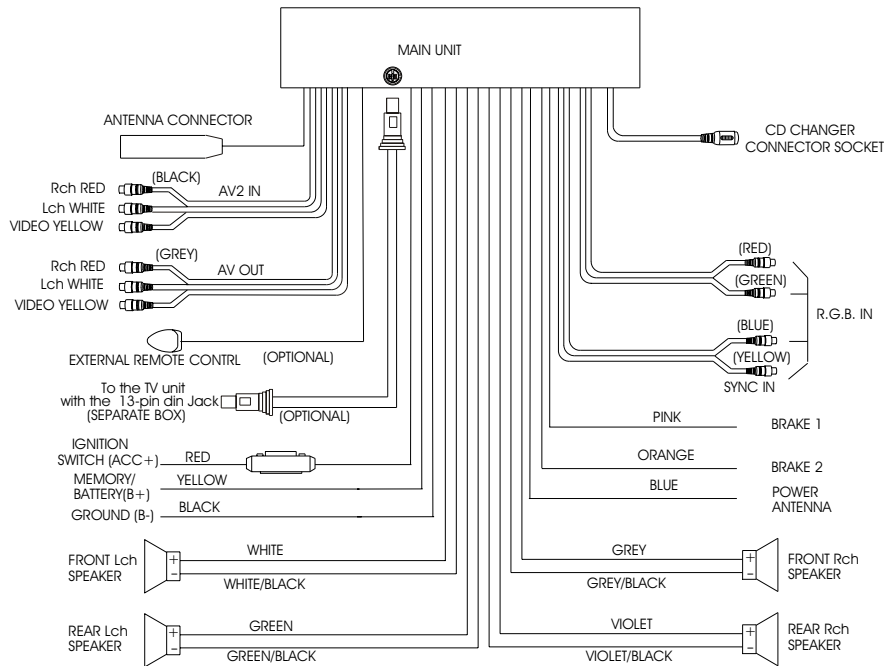 MAIN UNIT
ANTENNA CONNECTOR
CD CHANGER
CONNECTOR SOCKET
(BLACK)
Rch RED
AV2 IN
Lch WHITE
VIDEO YELLOW
(GREY)
Rch RED
AV OUT
Lch WHITE
VIDEO YELLOW
(RED)
(GREEN)
R.G.B. IN
(BLUE)
(YELLOW)
SYNC IN
EXTERNAL REMOTE CONTRL
(OPTIONAL)
To the TV unit
with the 13-pin din Jack
(SEPARATE BOX)
(OPTIONAL)
PINK
BRAKE 1
ORANGE
BRAKE 2
BLUE
POWER
ANTENNA
IGNITION
SWITCH (ACC+)
RED
MEMORY/
BATTERY(B+)
YELLOW
GROUND (B-)
BLACK
FRONT Lch
SPEAKER
+
-
WHITE
WHITE/BLACK
GREY
GREY/BLACK
+
-
FRONT Rch
SPEAKER
REAR Lch
SPEAKER
+
-
GREEN
GREEN/BLACK
VIOLET
VIOLET/BLACK
+
-
REAR Rch
SPEAKER